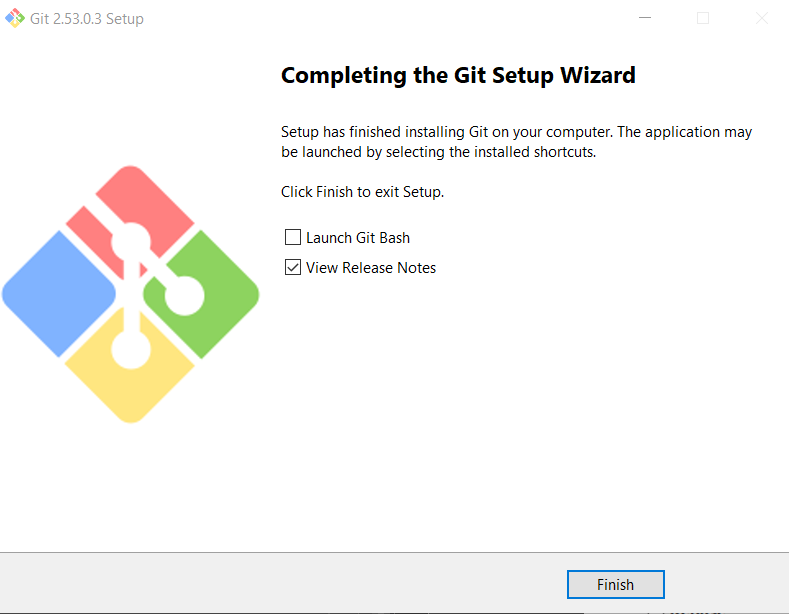 Git 2.53.0.3 Setup
Completing the Git Setup Wizard
Setup has finished installing Git on your computer. The application may
be launched by selecting the installed shortcuts.
Click Finish to exit Setup.
Launch Git Bash
View Release Notes
Finish